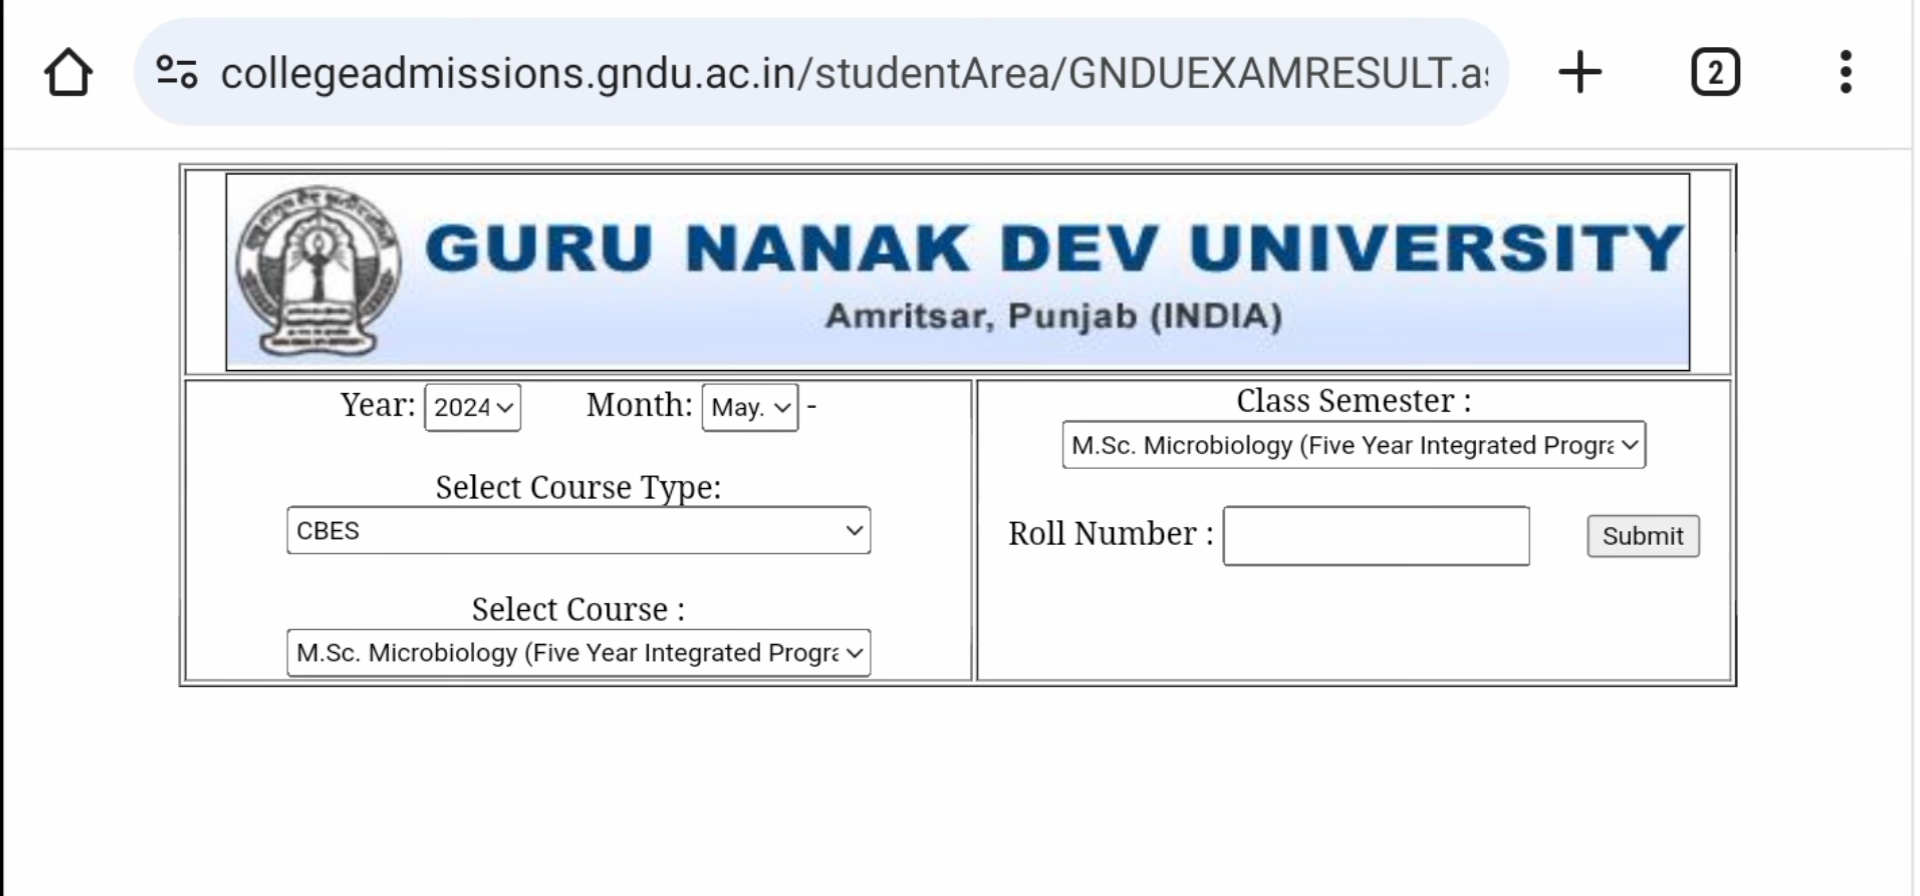 collegeadmissions.gndu.ac.in/studentArea/GNDUEXAMRESULT.as
2
GURU NANAK DEV UNIVERSITY
Amritsar, Punjab (INDIA)
Year: 2024 Month: May. -
Select Course Type:
CBES
Select Course :
M.Sc. Microbiology (Five Year Integrated Progra
Class Semester :
M.Sc. Microbiology (Five Year Integrated Progra
Roll Number : Submit